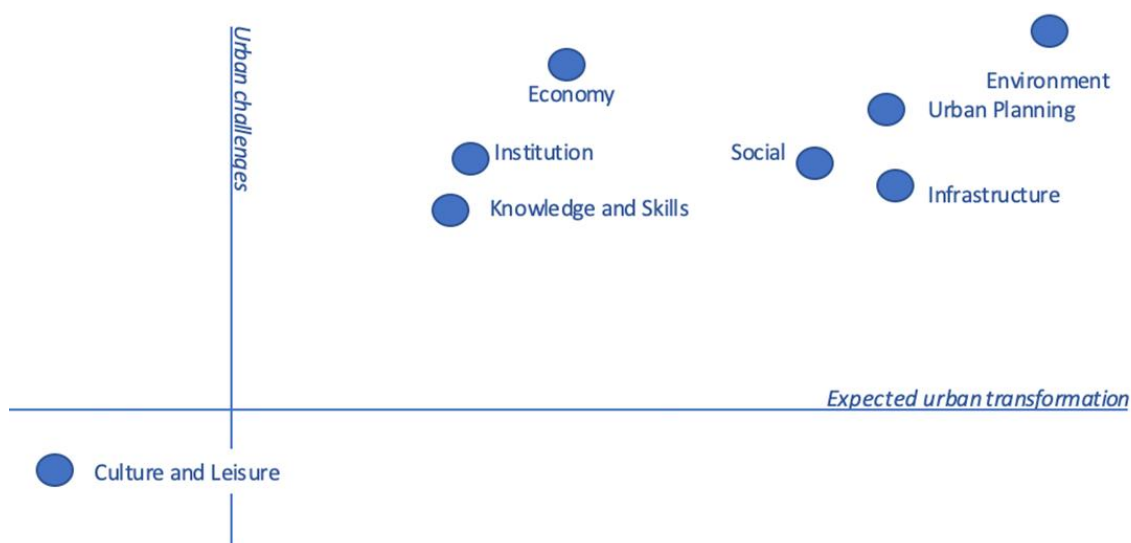 Urban challenges
Environment
Economy
Urban Planning
Institution
Social
Infrastructure
Knowledge and Skills
Expected urban transformation
Culture and Leisure